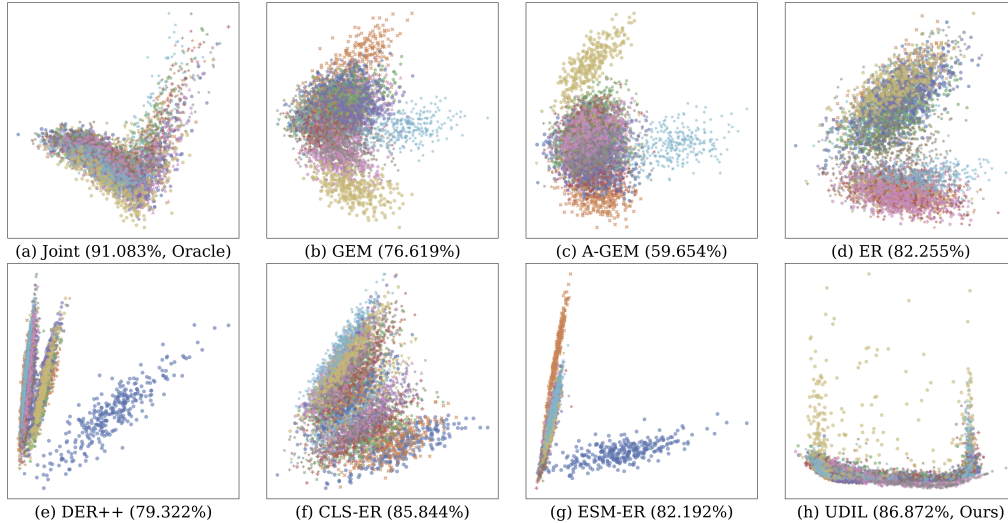 (a) Joint (91.083%, Oracle)
(b) GEM (76.619%)
(c) A-GEM (59.654%)
(d) ER (82.255%)
(e) DER++ (79.322%)
(f) CLS-ER (85.844%)
(g) ESM-ER (82.192%)
(h) UDIL (86.872%, Ours)